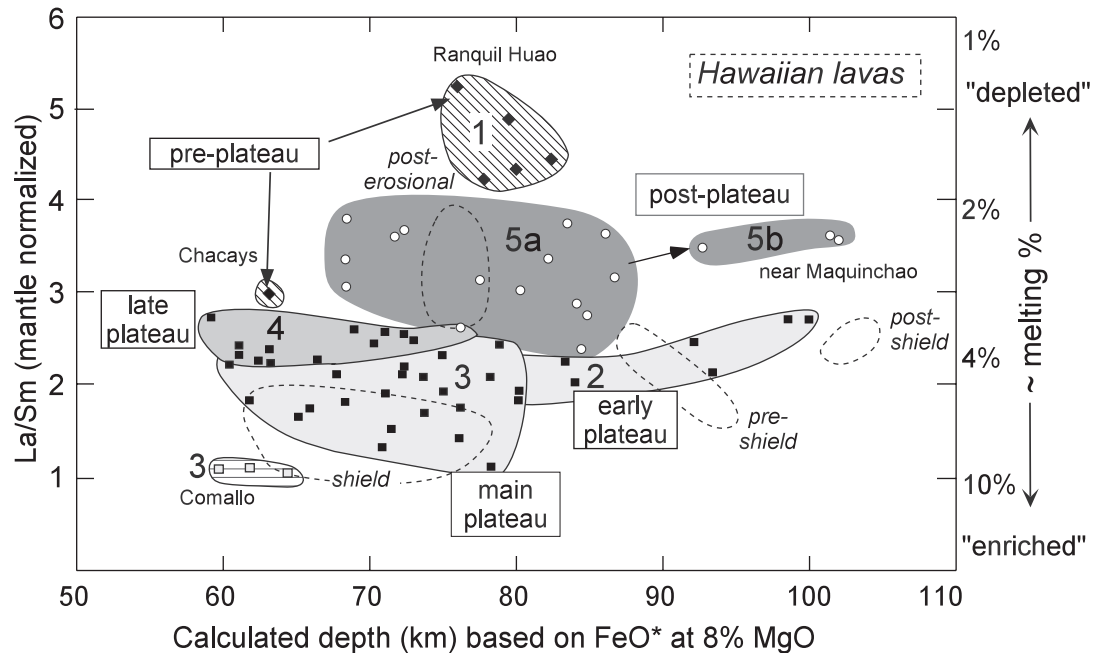 6
5
4
3
2
1
La/Sm (mantle normalized)
50
60
70
80
90
100
110
Calculated depth (km) based on FeO* at 8% MgO
Ranquil Huao
Hawaiian lavas
1%
"depleted"
pre-plateau
1
post-
erosional
post-plateau
2%
5a
5b
near Maquinchao
Chacays
late
plateau
4
post-
shield
4%
3
2
early
plateau
pre-
shield
~ melting %
3
Comallo
shield
main
plateau
10%
"enriched"